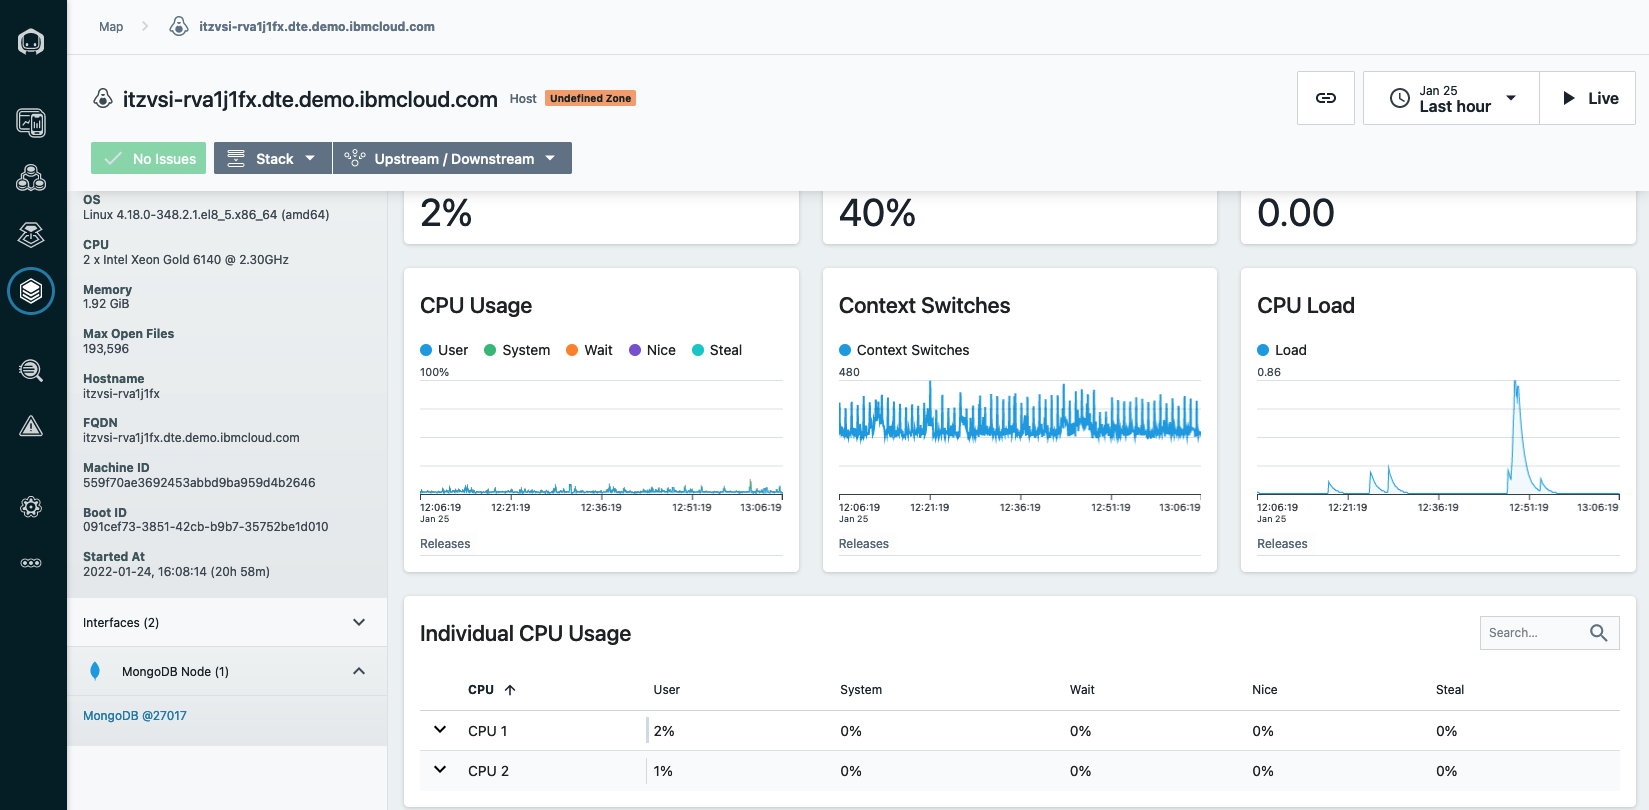 Map
itzvsi-rva1j1fx.dte.demo.ibmcloud.com
itzvsi-rva1j1fx.dte.demo.ibmcloud.com Host Undefined Zone
Jan 25
Last hour
Live
No Issues
Stack
Upstream / Downstream
OS
Linux 4.18.0-348.2.1.el8_5.x86_64 (amd64)
CPU
2 x Intel Xeon Gold 6140 @ 2.30GHz
Memory
1.92 GiB
Max Open Files
193,596
Hostname
itzvsi-rva1j1fx
FQDN
itzvsi-rva1j1fx.dte.demo.ibmcloud.com
Machine ID
559f70ae3692453abbd9ba959d4b2646
Boot ID
091cef73-3851-42cb-b9b7-35752be1d010
Started At
2022-01-24, 16:08:14 (20h 58m)
Interfaces (2)
MongoDB Node (1)
MongoDB @27017
2%
40%
0.00
CPU Usage
User System Wait Nice Steal
100%
12:06:19 12:21:19 12:36:19 12:51:19 13:06:19
Jan 25
Releases
Context Switches
Context Switches
480
12:06:19 12:21:19 12:36:19 12:51:19 13:06:19
Jan 25
Releases
CPU Load
Load
0.86
12:06:19 12:21:19 12:36:19 12:51:19 13:06:19
Jan 25
Releases
Individual CPU Usage
Search...
CPU User System Wait Nice Steal
CPU 1 2% 0% 0% 0% 0%
CPU 2 1% 0% 0% 0% 0%